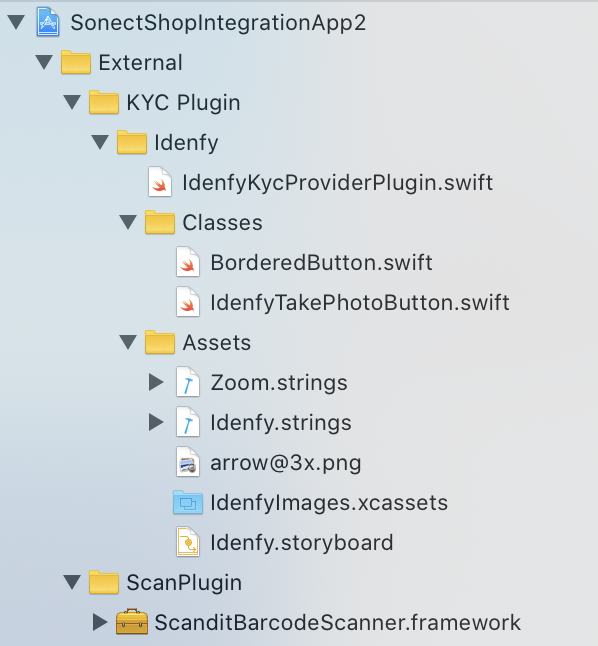 SonectShopIntegrationApp2
External
KYC Plugin
Idenfy
IdenfyKycProviderPlugin.swift
Classes
BorderedButton.swift
IdenfyTakePhotoButton.swift
Assets
Zoom.strings
Idenfy.strings
arrow@3x.png
IdenfyImages.xcassets
Idenfy.storyboard
ScanPlugin
ScanditBarcodeScanner.framework